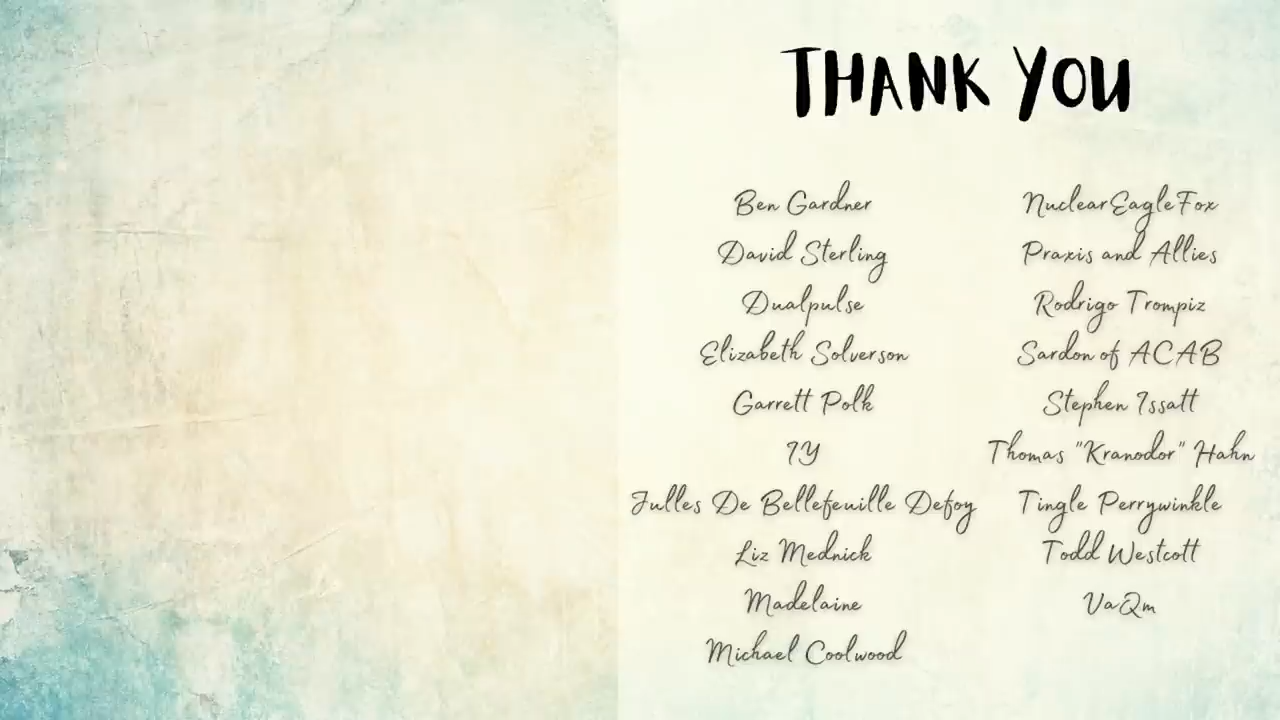 THANK YOU
Ben Gardner
David Sterling
Dualpulse
Elizabeth Solverson
Garrett Polk
IY
Julles De Bellefeuille Defoy
Liz Mednick
Madelaine
Michael Coolwood
NuclearEagleFox
Praxis and Allies
Rodrigo Trompiz
Sardon of ACAB
Stephen Issatt
Thomas "Kranodor" Hahn
Tingle Perrywinkle
Todd Westcott
VaQm